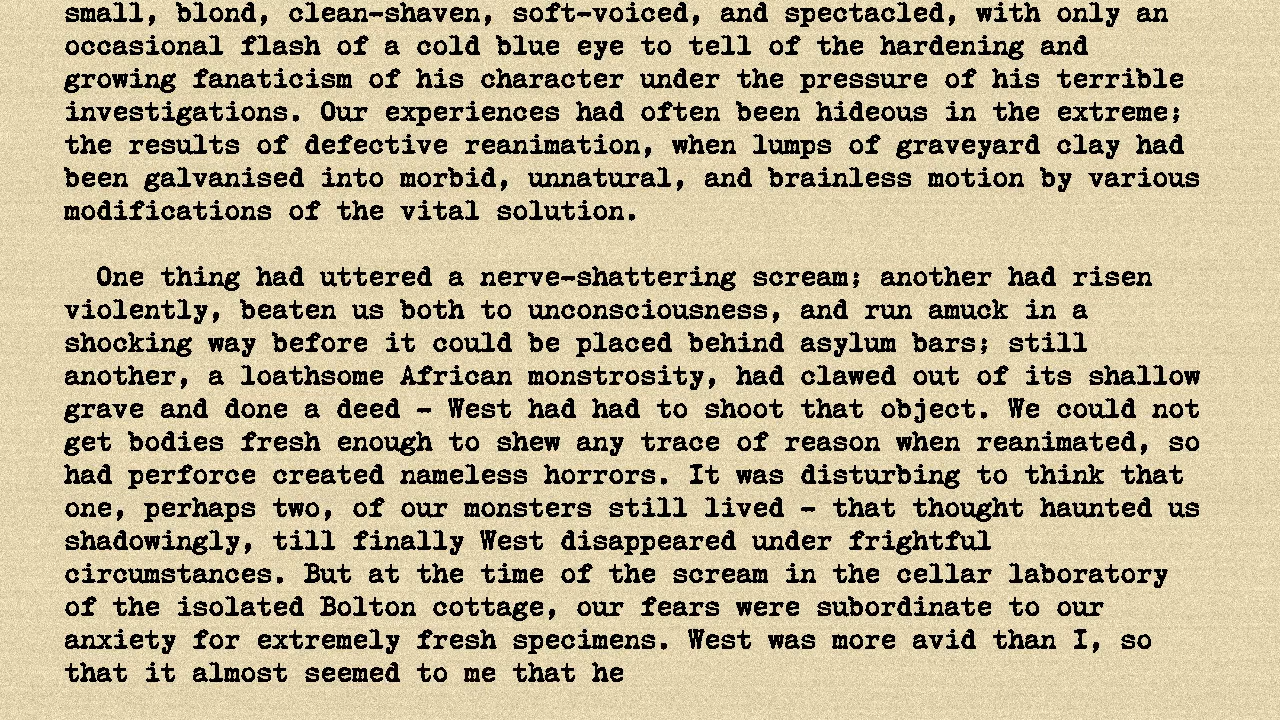 small, blond, clean-shaven, soft-voiced, and spectacled, with only an
occasional flash of a cold blue eye to tell of the hardening and
growing fanaticism of his character under the pressure of his terrible
investigations. Our experiences had often been hideous in the extreme;
the results of defective reanimation, when lumps of graveyard clay had
been galvanised into morbid, unnatural, and brainless motion by various
modifications of the vital solution.

One thing had uttered a nerve-shattering scream; another had risen
violently, beaten us both to unconsciousness, and run amuck in a
shocking way before it could be placed behind asylum bars; still
another, a loathsome African monstrosity, had clawed out of its shallow
grave and done a deed - West had had to shoot that object. We could not
get bodies fresh enough to shew any trace of reason when reanimated, so
had perforce created nameless horrors. It was disturbing to think that
one, perhaps two, of our monsters still lived - that thought haunted us
shadowingly, till finally West disappeared under frightful
circumstances. But at the time of the scream in the cellar laboratory
of the isolated Bolton cottage, our fears were subordinate to our
anxiety for extremely fresh specimens. West was more avid than I, so
that it almost seemed to me that he